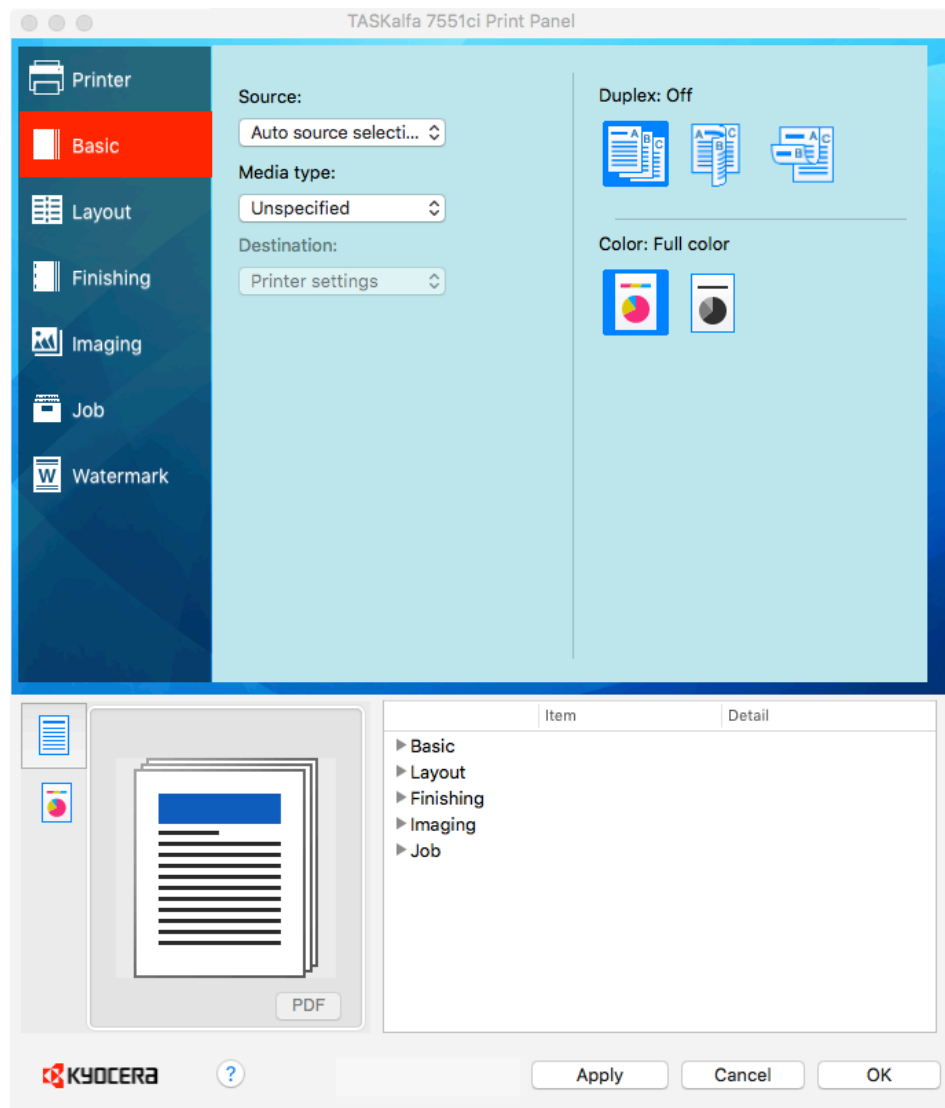 TASKalfa 7551ci Print Panel
Printer
Basic
Layout
Finishing
Imaging
Job
W Watermark
Source:
Auto source selecti...
Media type:
Unspecified
Destination:
Printer settings
Duplex: Off
A B C
A B C
A B C
Color: Full color
PDF
Item Detail
Basic
Layout
Finishing
Imaging
Job
KYOCERA
?
Apply Cancel OK